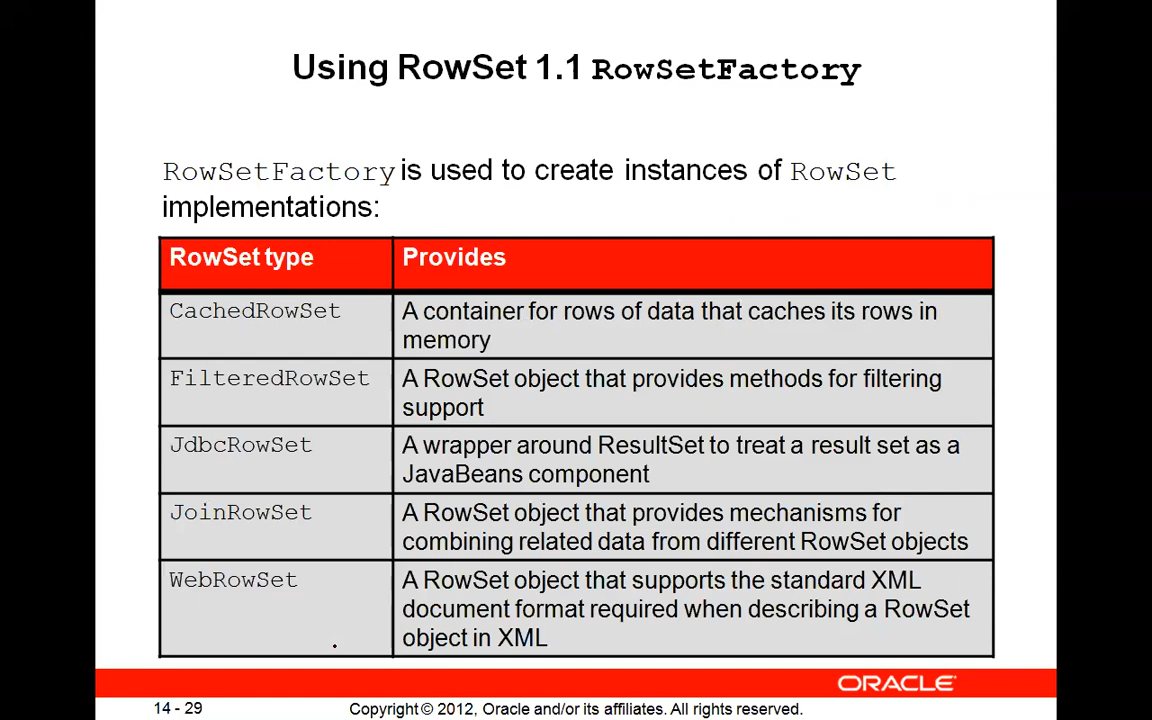 Using RowSet 1.1 RowSetFactory
RowSetFactory is used to create instances of RowSet
implementations:
RowSet type Provides
CachedRowSet A container for rows of data that caches its rows in
memory
FilteredRowSet A RowSet object that provides methods for filtering
support
JdbcRowSet A wrapper around ResultSet to treat a result set as a
JavaBeans component
JoinRowSet A RowSet object that provides mechanisms for
combining related data from different RowSet objects
WebRowSet A RowSet object that supports the standard XML
document format required when describing a RowSet
object in XML
ORACLE
14 - 29 Copyright © 2012, Oracle and/or its affiliates. All rights reserved.